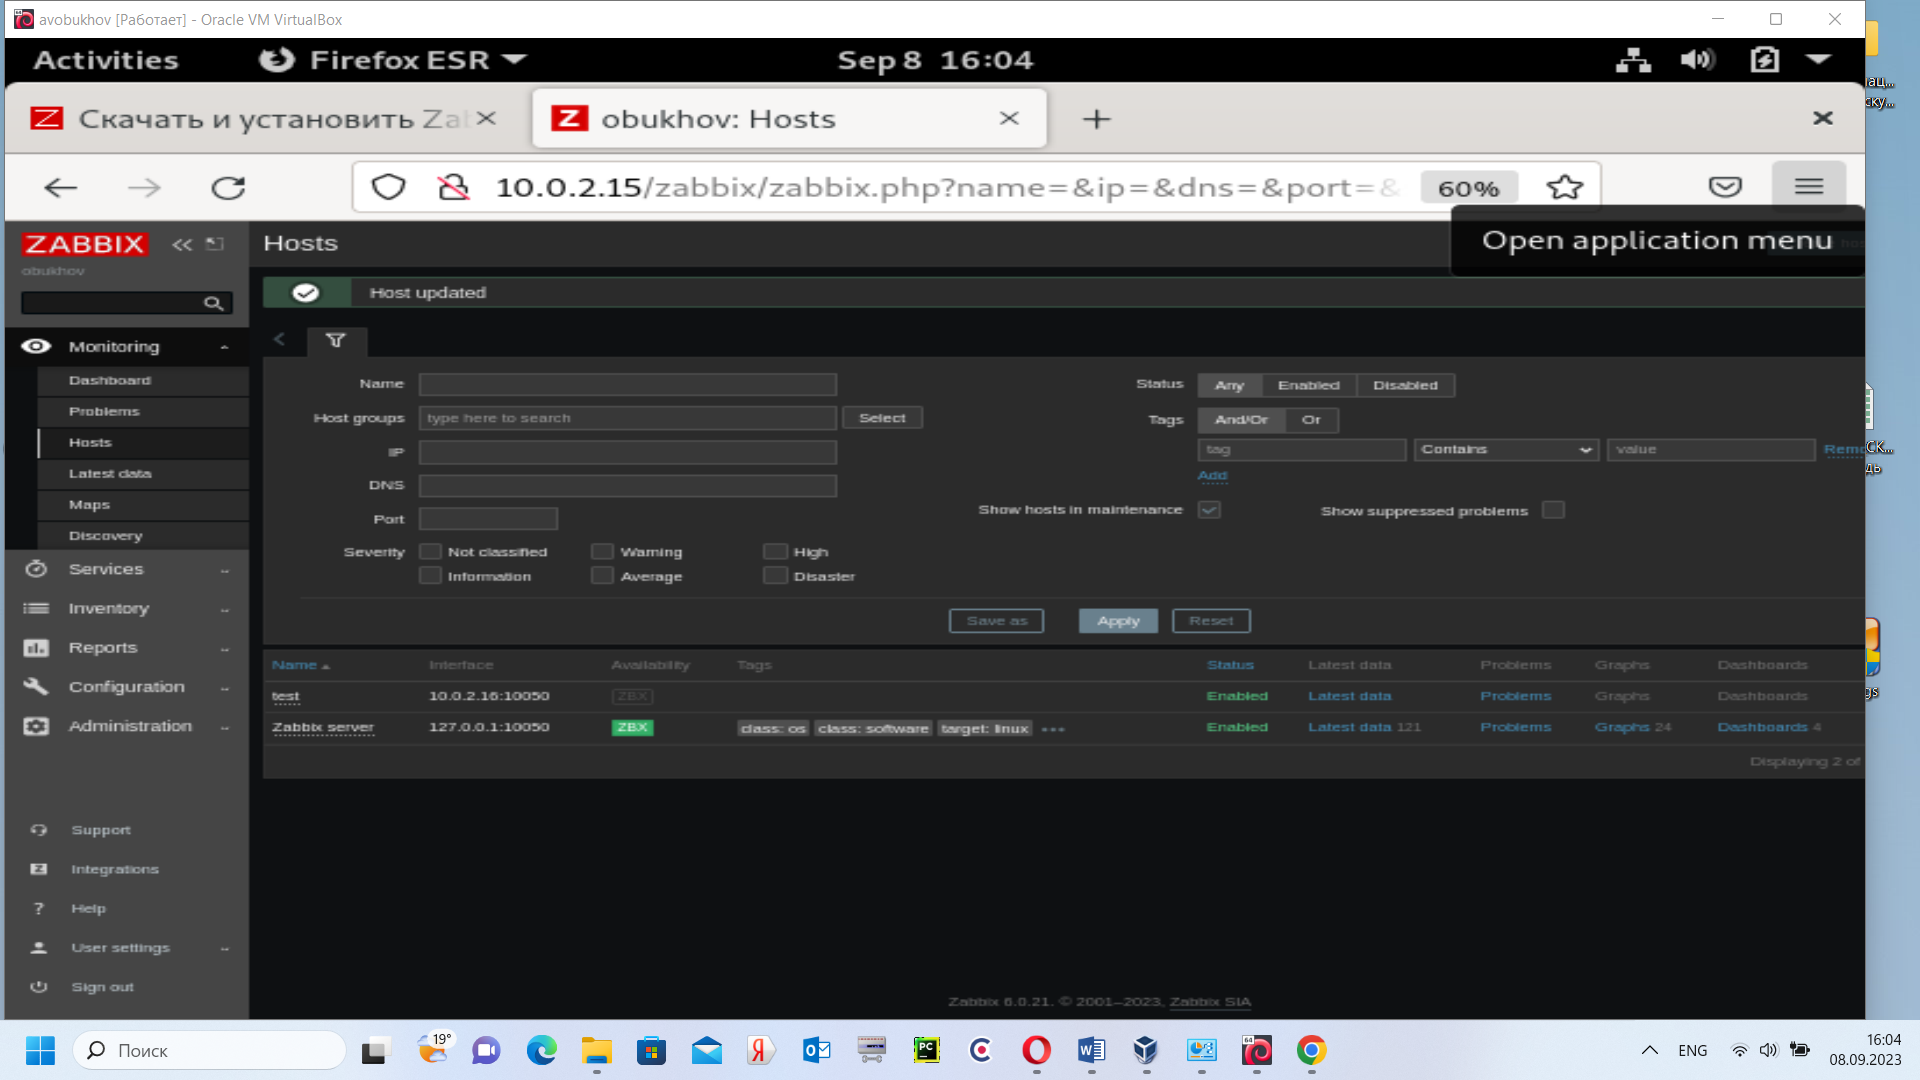 avobukhov [Работает] - Oracle VM VirtualBox
Activities Firefox ESR Sep 8 16:04
Скачать и установить Za obukhov: Hosts
10.0.2.15/zabbix/zabbix.php?name=&ip=&dns=&port=& 60%
Open application menu
ZABBIX
obukhov
Hosts
Host updated
Monitoring
Dashboard
Problems
Hosts
Latest data
Maps
Discovery
Services
Inventory
Reports
Configuration
Administration
Support
Integrations
Help
User settings
Sign out
Name
Host groups type here to search Select
IP
DNS
Port
Severity Not classified Warning High
Information Average Disaster
Status Any Enabled Disabled
Tags And/Or Or
tag Contains value Remo
Add
Show hosts in maintenance Show suppressed problems
Save as Apply Reset
Name Interface Availability Tags Status Latest data Problems Graphs Dashboards
test 10.0.2.16:10050 ZBX Enabled Latest data Problems Graphs Dashboards
Zabbix server 127.0.0.1:10050 ZBX class: os class: software target: linux ••• Enabled Latest data 121 Problems Graphs 24 Dashboards 4
Displaying 2 of
Zabbix 6.0.21. © 2001–2023, Zabbix SIA
Поиск
19°
PC
64
ENG
16:04
08.09.2023